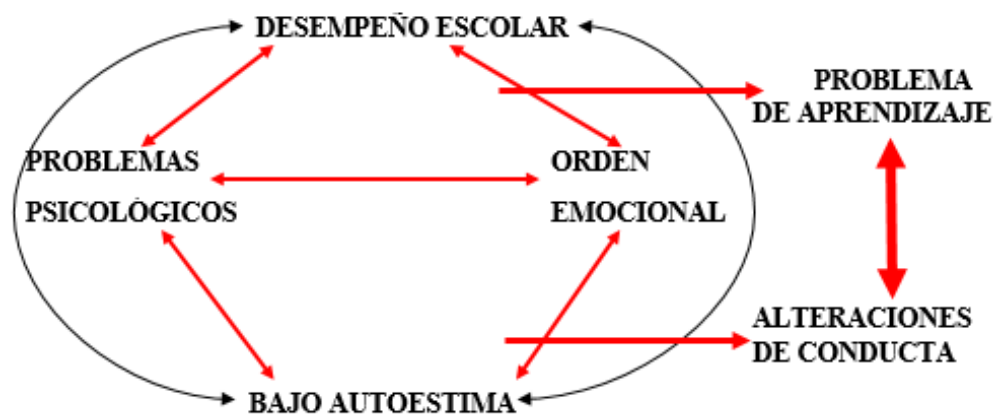 DESEMPEÑO ESCOLAR
PROBLEMA
DE APRENDIZAJE
PROBLEMAS
PSICOLÓGICOS
ORDEN
EMOCIONAL
ALTERACIONES
DE CONDUCTA
BAJO AUTOESTIMA